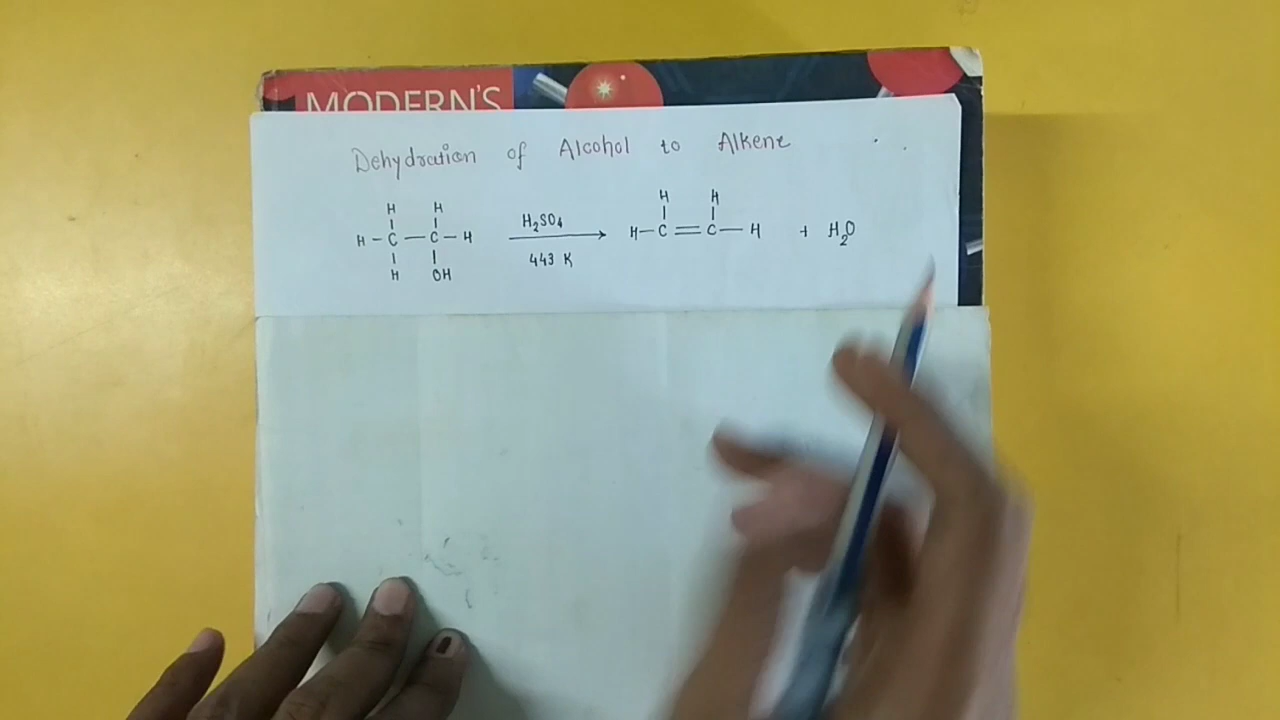 MODERN'S
Dehydration of Alcohol to Alkene
H H H H
H – C — C – H H₂SO₄ H – C = C — H + H₂O
H OH 443 K